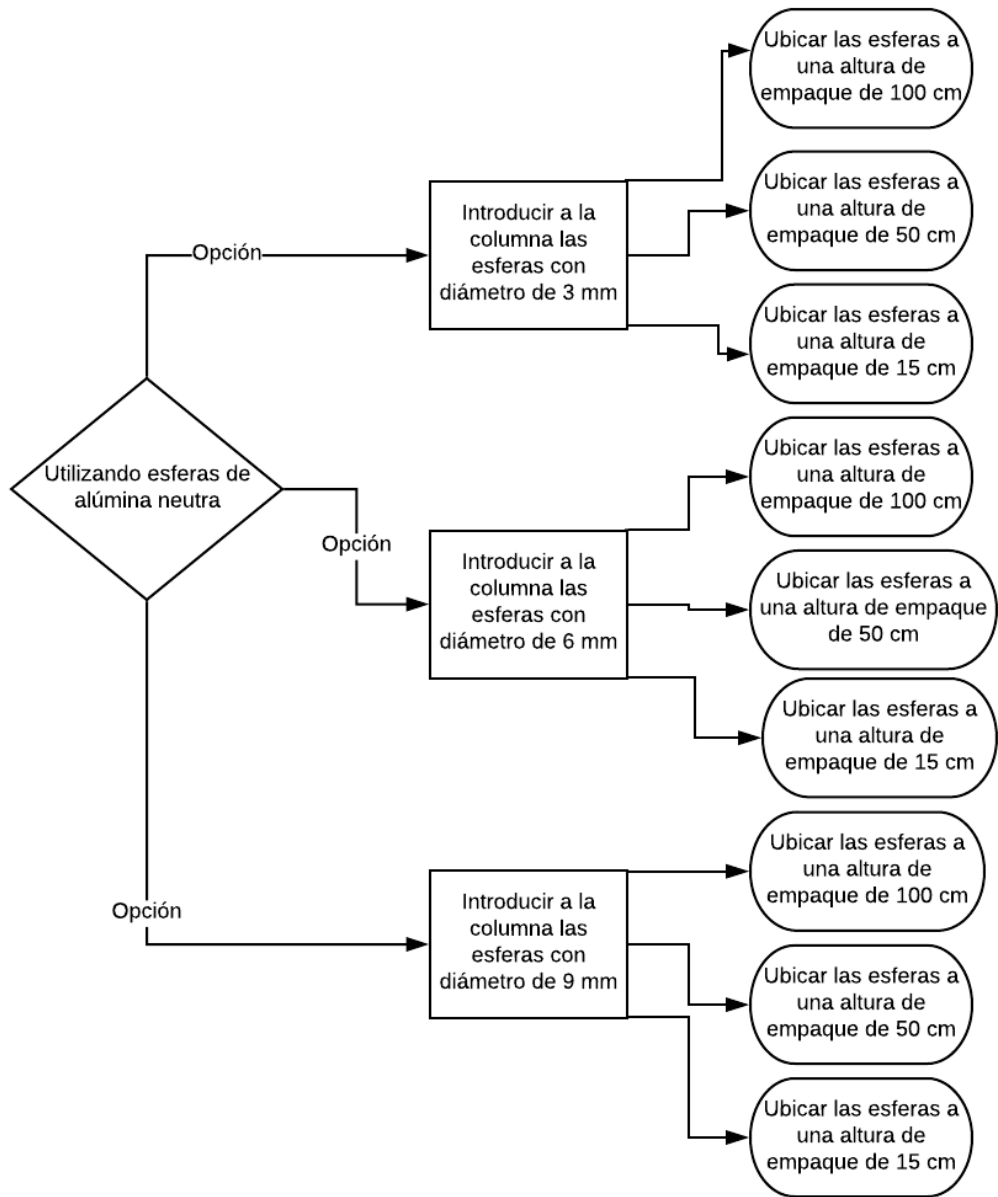 Ubicar las esferas a
una altura de
empaque de 100 cm
Ubicar las esferas a
una altura de
empaque de 50 cm
Introducir a la
columna las
esferas con
diámetro de 3 mm
Opción
Ubicar las esferas a
una altura de
empaque de 15 cm
Utilizando esferas de
alúmina neutra
Ubicar las esferas a
una altura de
empaque de 100 cm
Opción
Introducir a la
columna las
esferas con
diámetro de 6 mm
Ubicar las esferas a
una altura de empaque
de 50 cm
Ubicar las esferas a
una altura de
empaque de 15 cm
Ubicar las esferas a
una altura de
empaque de 100 cm
Opción
Introducir a la
columna las
esferas con
diámetro de 9 mm
Ubicar las esferas a
una altura de
empaque de 50 cm
Ubicar las esferas a
una altura de
empaque de 15 cm